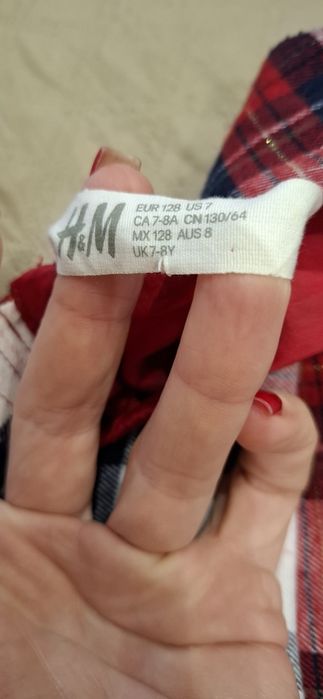 H&M
EUR 128 US 7
CA 7-8A CN 130/64
MX 128 AUS 8
UK 7-8Y